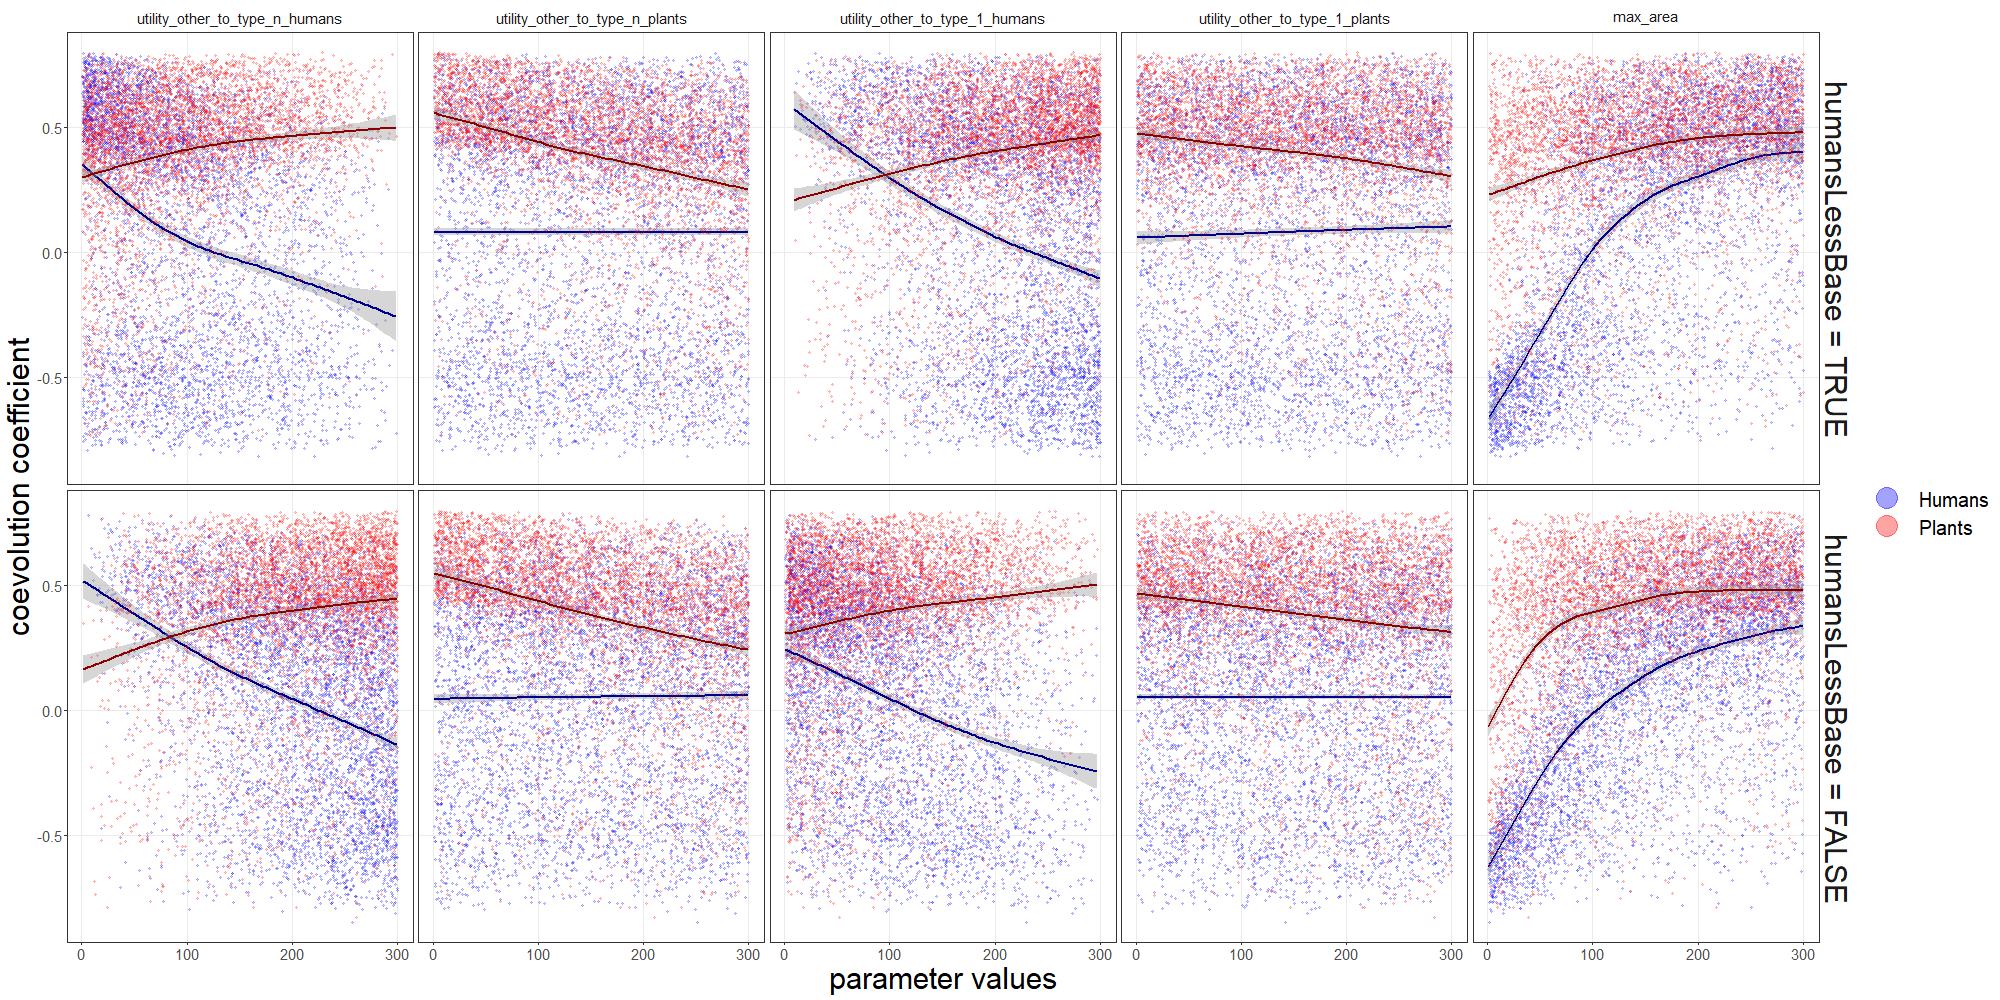 utility_other_to_type_n_humans
utility_other_to_type_n_plants
utility_other_to_type_1_humans
utility_other_to_type_1_plants
max_area
0.5
0.0
-0.5
humansLessBase = TRUE
0.5
0.0
-0.5
humansLessBase = FALSE
coevolution coefficient
0 100 200 300
0 100 200 300
0 100 200 300
0 100 200 300
0 100 200 300
parameter values
Humans
Plants